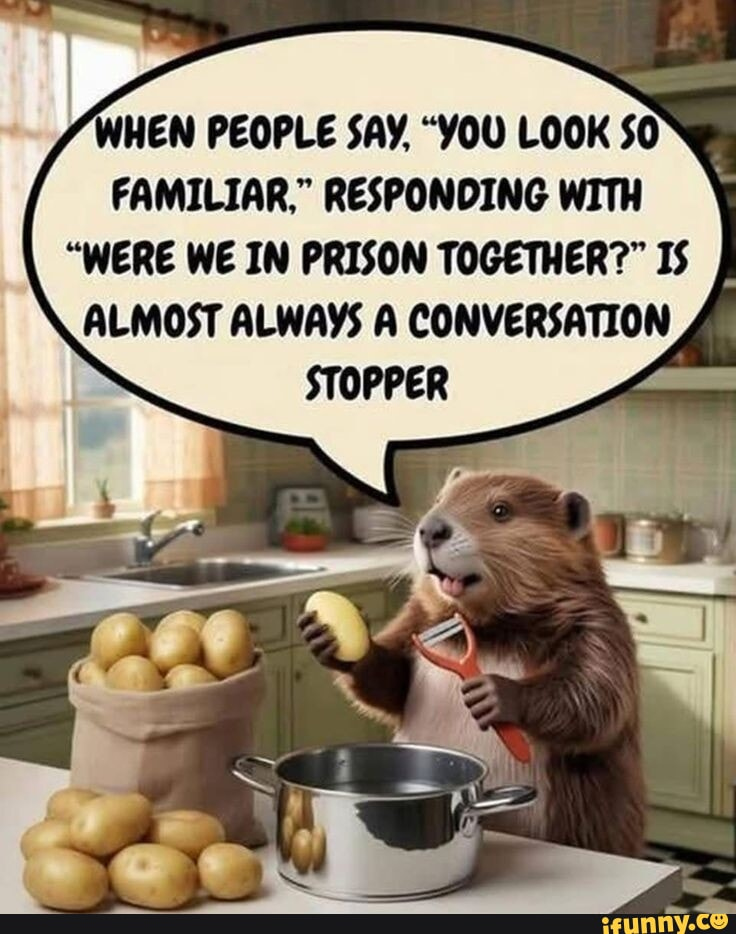 WHEN PEOPLE SAY, “YOU LOOK SO
FAMILIAR,” RESPONDING WITH
“WERE WE IN PRISON TOGETHER?” IS
ALMOST ALWAYS A CONVERSATION
STOPPER
ifunny.co